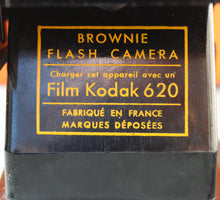 BROWNIE
FLASH CAMERA
Charger cet appareil avec un
Film Kodak 620
FABRIQUÉ EN FRANCE
MARQUES DÉPOSÉES